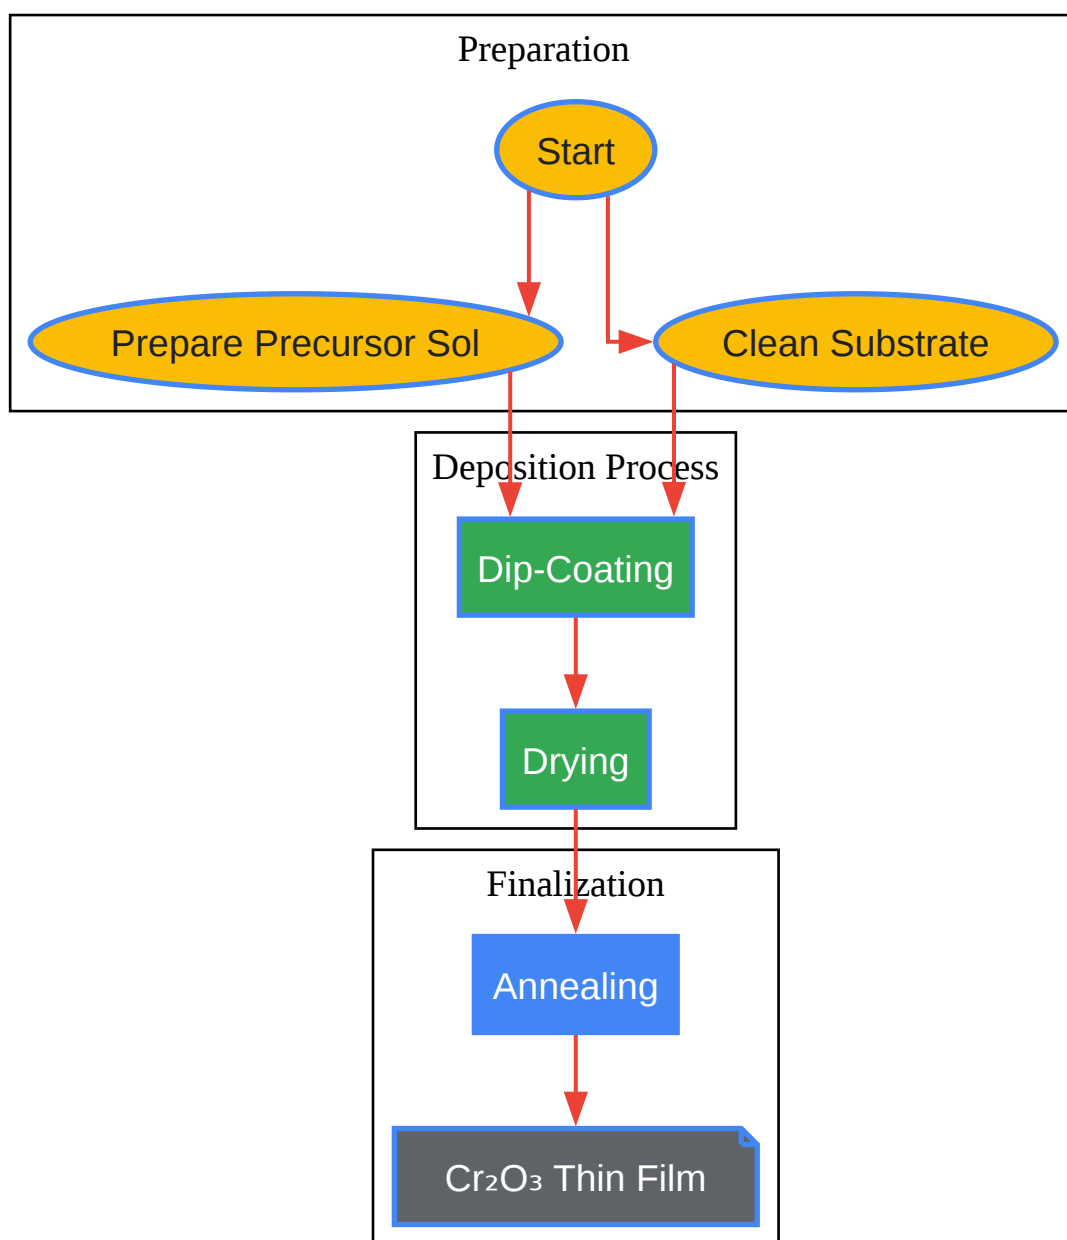 Preparation
Start
Prepare Precursor Sol
Clean Substrate
Deposition Process
Dip-Coating
Drying
Finalization
Annealing
Cr₂O₃ Thin Film